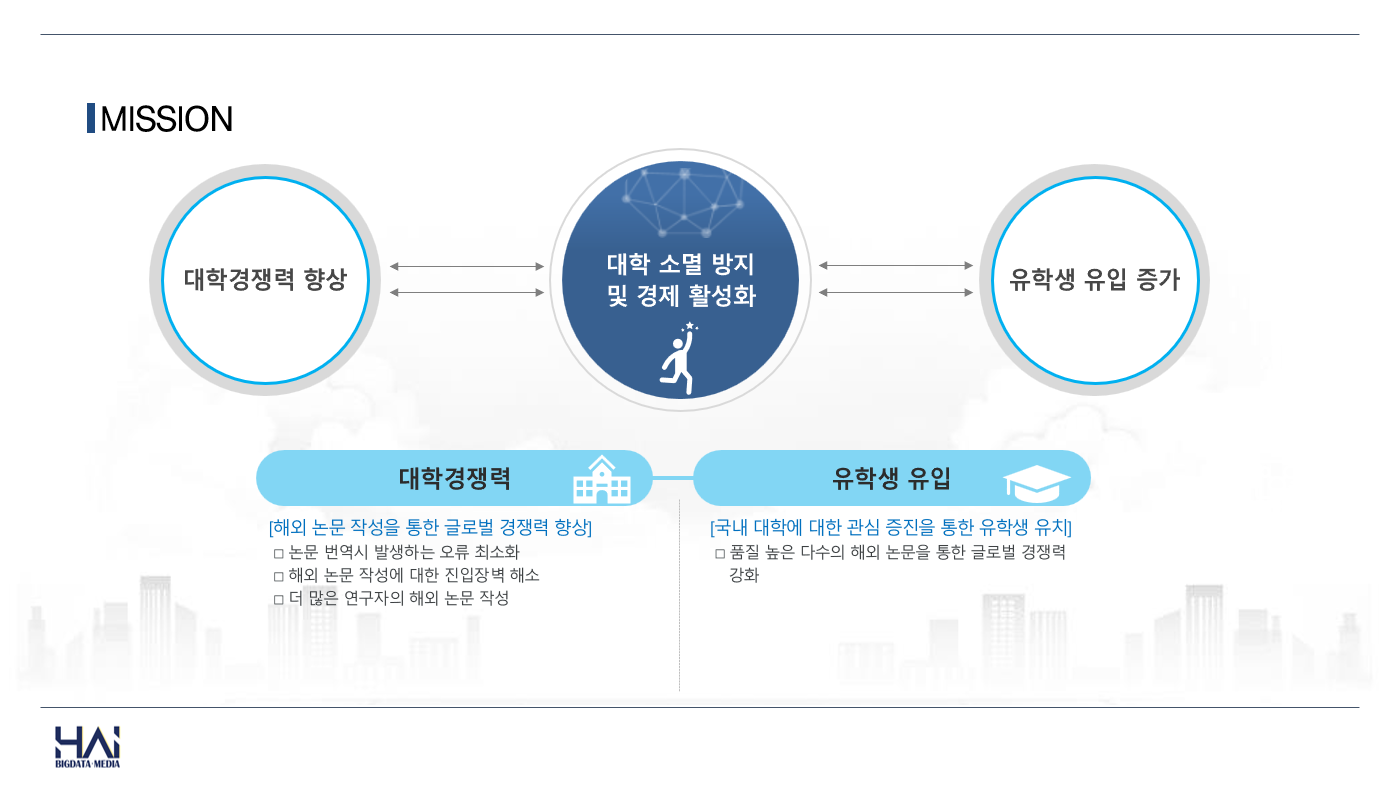 MISSION
대학경쟁력 향상
대학 소멸 방지
및 경제 활성화
유학생 유입 증가
대학경쟁력
[해외 논문 작성을 통한 글로벌 경쟁력 향상]
□ 논문 번역시 발생하는 오류 최소화
□ 해외 논문 작성에 대한 진입장벽 해소
□ 더 많은 연구자의 해외 논문 작성
유학생 유입
[국내 대학에 대한 관심 증진을 통한 유학생 유치]
□ 품질 높은 다수의 해외 논문을 통한 글로벌 경쟁력
강화
HAI
BIGDATA·MEDIA